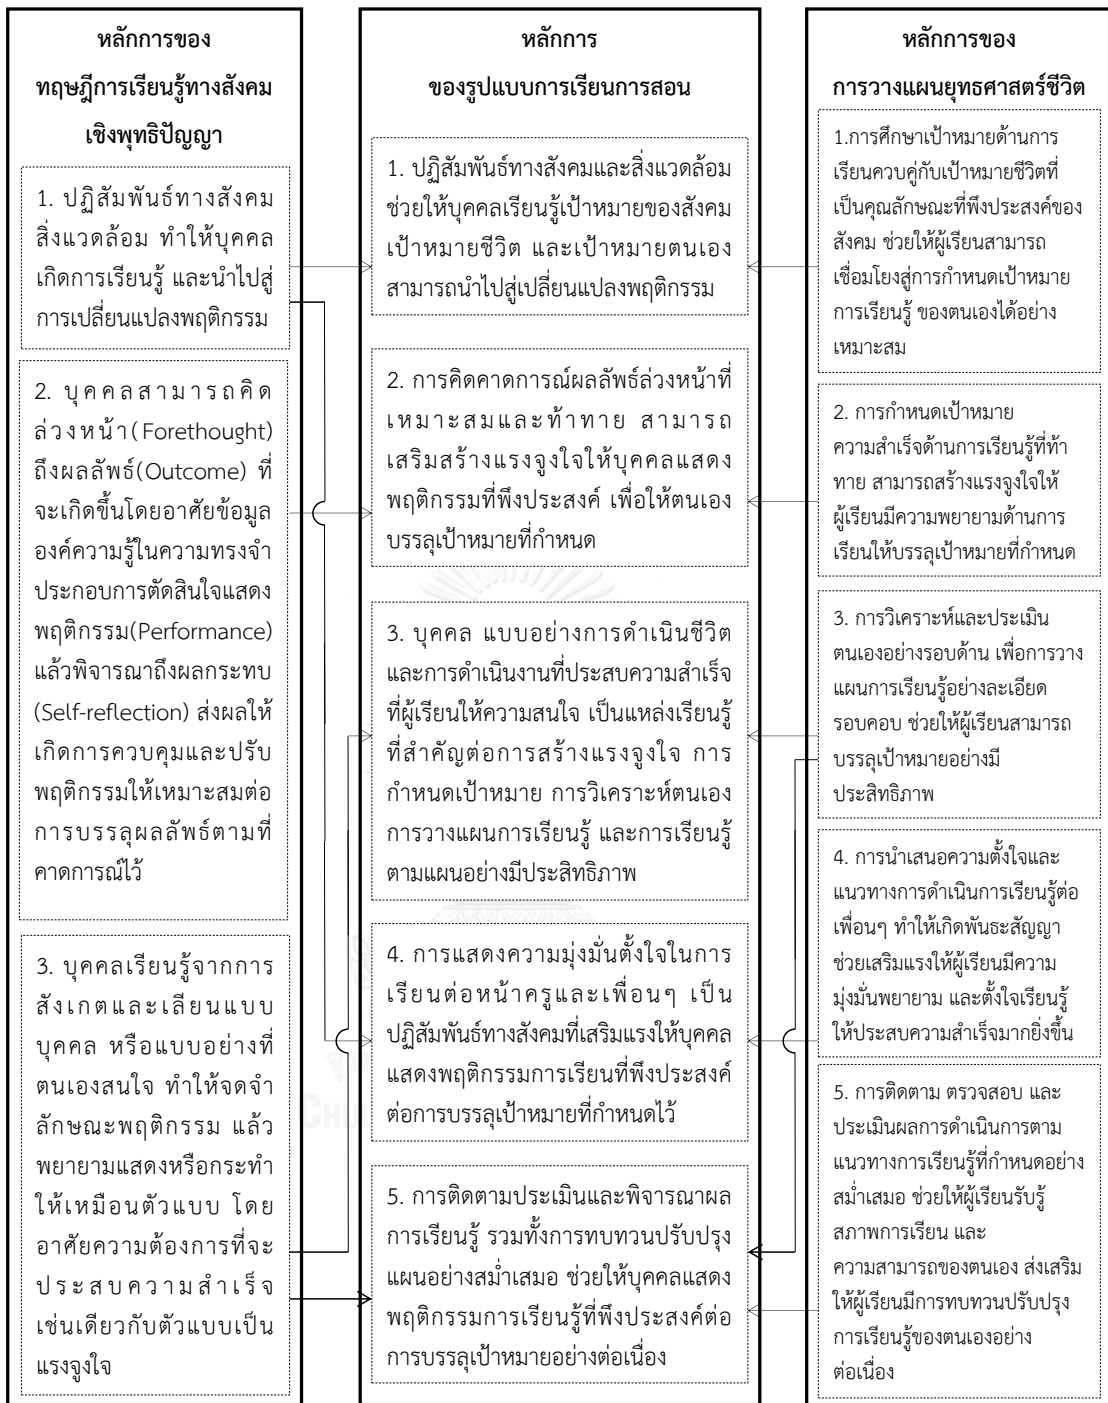 หลักการของ
ทฤษฎีการเรียนรู้ทางสังคม
เชิงพุทธิปัญญา
1. ปฏิสัมพันธ์ทางสังคม
สิ่งแวดล้อม ทำให้บุคคล
เกิดการเรียนรู้ และนำไปสู่
การเปลี่ยนแปลงพฤติกรรม
2. บุคคลสามารถคิด
ล่วงหน้า(Forethought)
ถึงผลลัพธ์(Outcome) ที่
จะเกิดขึ้นโดยอาศัยข้อมูล
องค์ความรู้ในความทรงจำ
ประกอบการตัดสินใจแสดง
พฤติกรรม(Performance)
แล้วพิจารณาถึงผลกระทบ
(Self-reflection) ส่งผลให้
เกิดการควบคุมและปรับ
พฤติกรรมให้เหมาะสมต่อ
การบรรลุผลลัพธ์ตามที่
คาดการณ์ไว้
3. บุคคลเรียนรู้จากการ
สังเกตและเลียนแบบ
บุคคล หรือแบบอย่างที่
ตนเองสนใจ ทำให้จดจำ
ลักษณะพฤติกรรม แล้ว
พยายามแสดงหรือกระทำ
ให้เหมือนตัวแบบ โดย
อาศัยความต้องการที่จะ
ประสบความสำเร็จ
เช่นเดียวกับตัวแบบเป็น
แรงจูงใจ
หลักการ
ของรูปแบบการเรียนการสอน
1. ปฏิสัมพันธ์ทางสังคมและสิ่งแวดล้อม
ช่วยให้บุคคลเรียนรู้เป้าหมายของสังคม
เป้าหมายชีวิต และเป้าหมายตนเอง
สามารถนำไปสู่เปลี่ยนแปลงพฤติกรรม
2. การคิดคาดการณ์ผลลัพธ์ล่วงหน้าที่
เหมาะสมและท้าทาย สามารถ
เสริมสร้างแรงจูงใจให้บุคคลแสดง
พฤติกรรมที่พึงประสงค์ เพื่อให้ตนเอง
บรรลุเป้าหมายที่กำหนด
3. บุคคล แบบอย่างการดำเนินชีวิต
และการดำเนินงานที่ประสบความสำเร็จ
ที่ผู้เรียนให้ความสนใจ เป็นแหล่งเรียนรู้
ที่สำคัญต่อการสร้างแรงจูงใจ การ
กำหนดเป้าหมาย การวิเคราะห์ตนเอง
การวางแผนการเรียนรู้ และการเรียนรู้
ตามแผนอย่างมีประสิทธิภาพ
4. การแสดงความมุ่งมั่นตั้งใจในการ
เรียนต่อหน้าครูและเพื่อนๆ เป็น
ปฏิสัมพันธ์ทางสังคมที่เสริมแรงให้บุคคล
แสดงพฤติกรรมการเรียนที่พึงประสงค์
ต่อการบรรลุเป้าหมายที่กำหนดไว้
5. การติดตามประเมินและพิจารณาผล
การเรียนรู้ รวมทั้งการทบทวนปรับปรุง
แผนอย่างสม่ำเสมอ ช่วยให้บุคคลแสดง
พฤติกรรมการเรียนรู้ที่พึงประสงค์ต่อ
การบรรลุเป้าหมายอย่างต่อเนื่อง
หลักการของ
การวางแผนยุทธศาสตร์ชีวิต
1.การศึกษาเป้าหมายด้านการ
เรียนควบคู่กับเป้าหมายชีวิตที่
เป็นคุณลักษณะที่พึงประสงค์ของ
สังคม ช่วยให้ผู้เรียนสามารถ
เชื่อมโยงสู่การกำหนดเป้าหมาย
การเรียนรู้ ของตนเองได้อย่าง
เหมาะสม
2. การกำหนดเป้าหมาย
ความสำเร็จด้านการเรียนรู้ที่ท้า
ทาย สามารถสร้างแรงจูงใจให้
ผู้เรียนมีความพยายามด้านการ
เรียนให้บรรลุเป้าหมายที่กำหนด
3. การวิเคราะห์และประเมิน
ตนเองอย่างรอบด้าน เพื่อการวาง
แผนการเรียนรู้อย่างละเอียด
รอบคอบ ช่วยให้ผู้เรียนสามารถ
บรรลุเป้าหมายอย่างมี
ประสิทธิภาพ
4. การนำเสนอความตั้งใจและ
แนวทางการดำเนินการเรียนรู้ต่อ
เพื่อนๆ ทำให้เกิดพันธะสัญญา
ช่วยเสริมแรงให้ผู้เรียนมีความ
มุ่งมั่นพยายาม และตั้งใจเรียนรู้
ให้ประสบความสำเร็จมากยิ่งขึ้น
5. การติดตาม ตรวจสอบ และ
ประเมินผลการดำเนินการตาม
แนวทางการเรียนรู้ที่กำหนดอย่าง
สม่ำเสมอ ช่วยให้ผู้เรียนรับรู้
สภาพการเรียน และ
ความสามารถของตนเอง ส่งเสริม
ให้ผู้เรียนมีการทบทวนปรับปรุง
การเรียนรู้ของตนเองอย่าง
ต่อเนื่อง